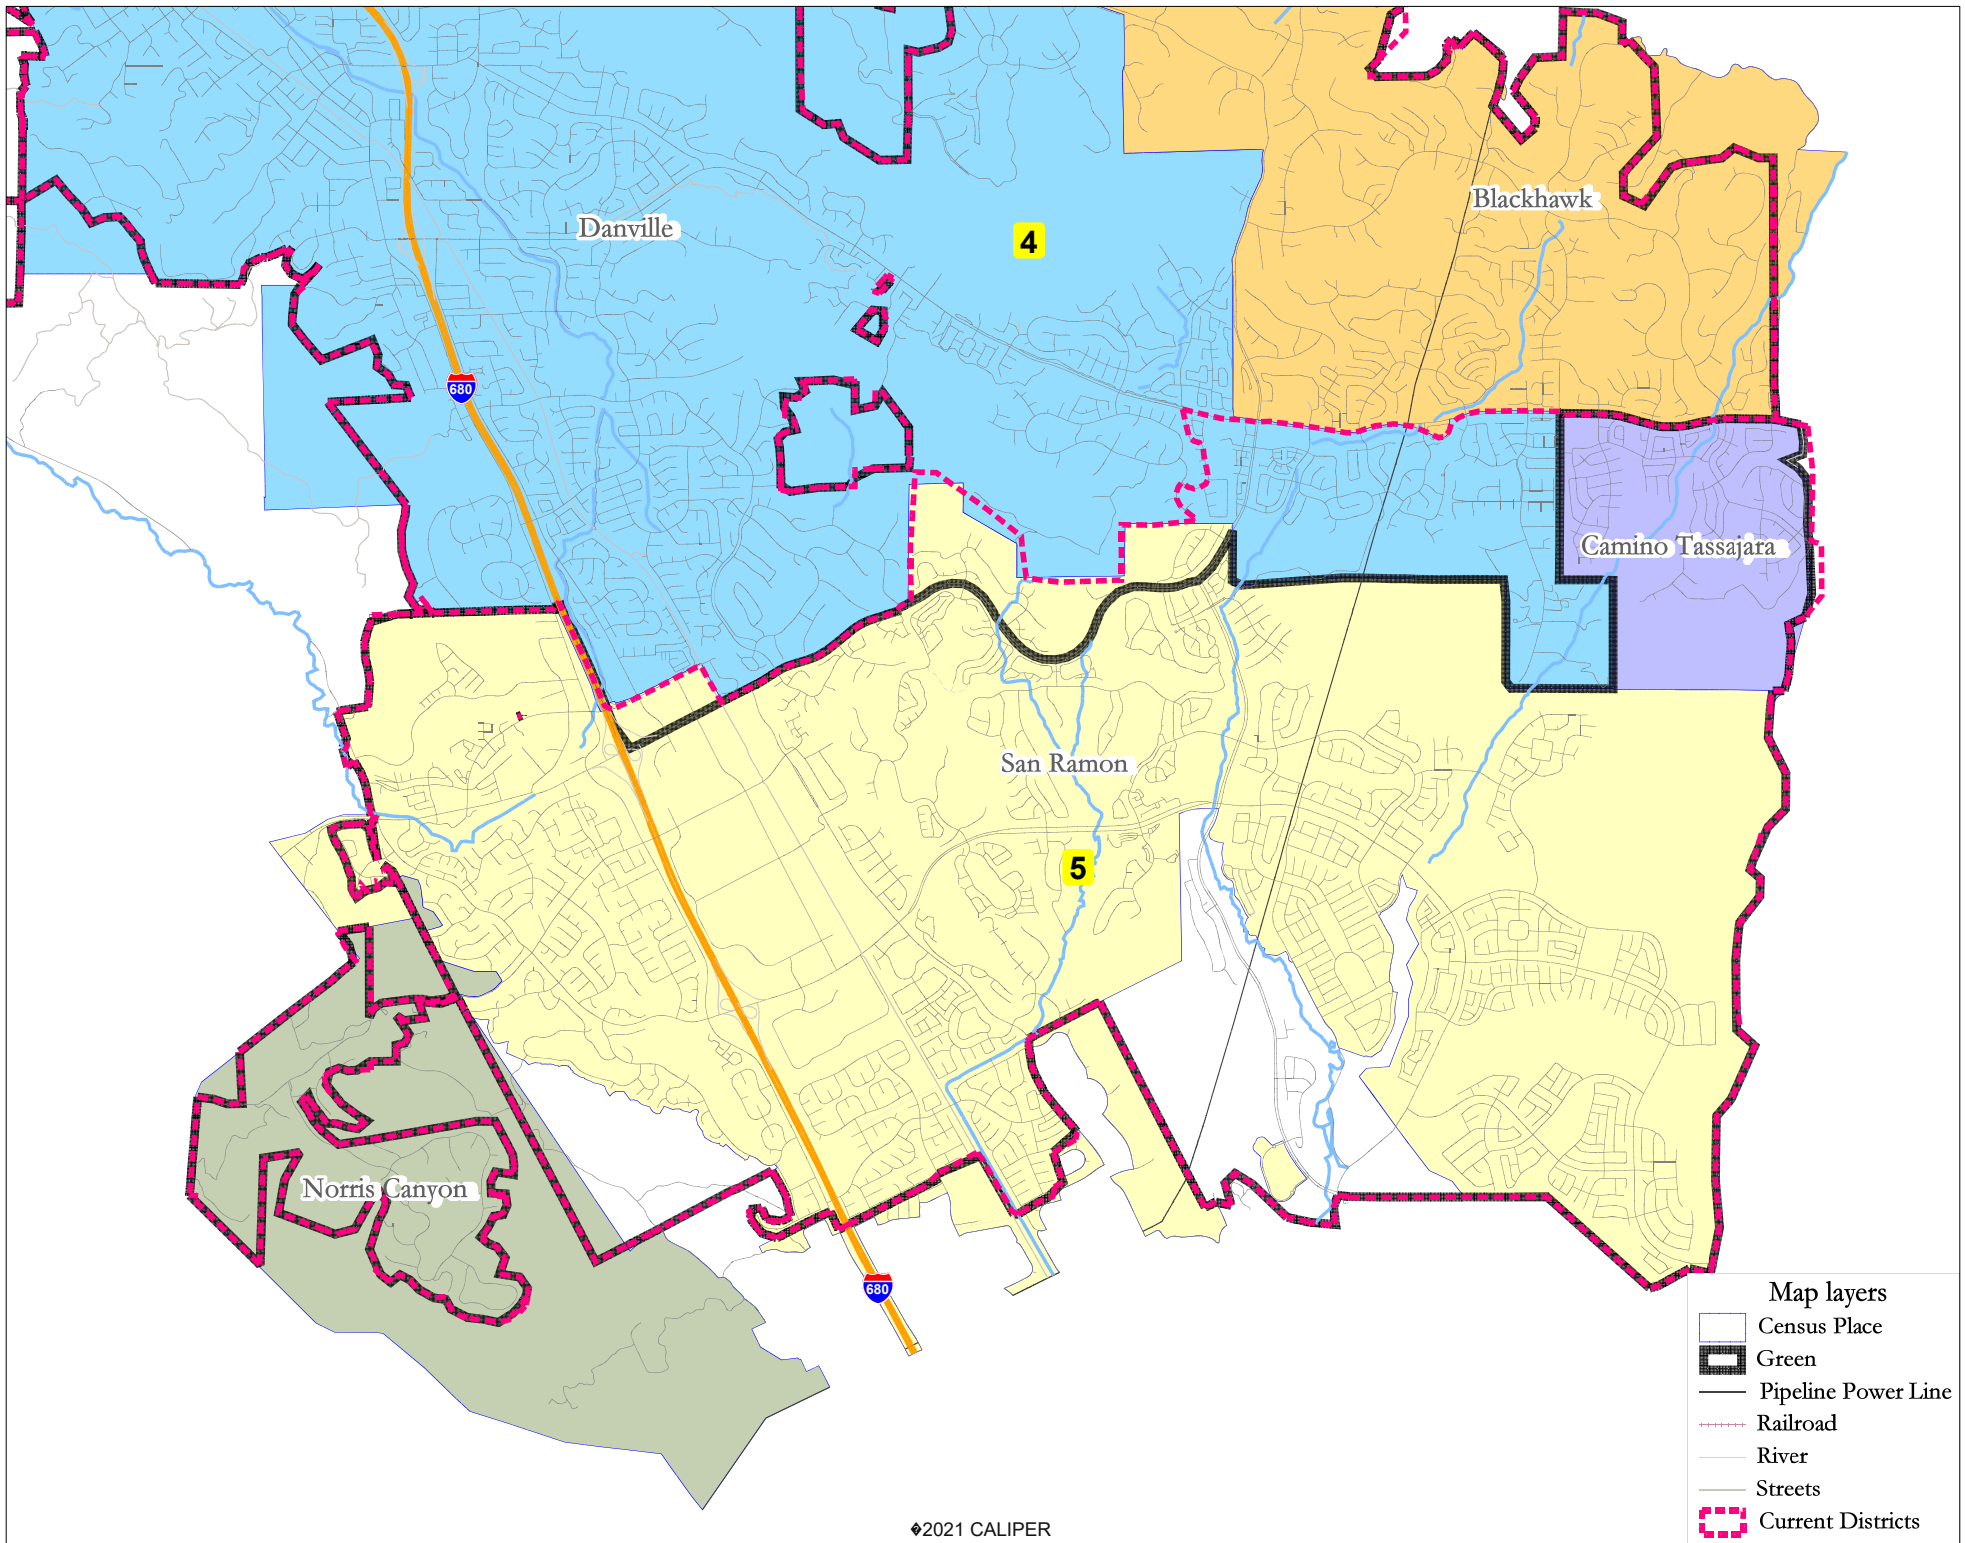 Blackhawk
Danville
4
680
Camino Tassajara
San Ramon
5
Norris Canyon
680
Map layers
Census Place
Green
Pipeline Power Line
Railroad
River
Streets
Current Districts
�2021 CALIPER